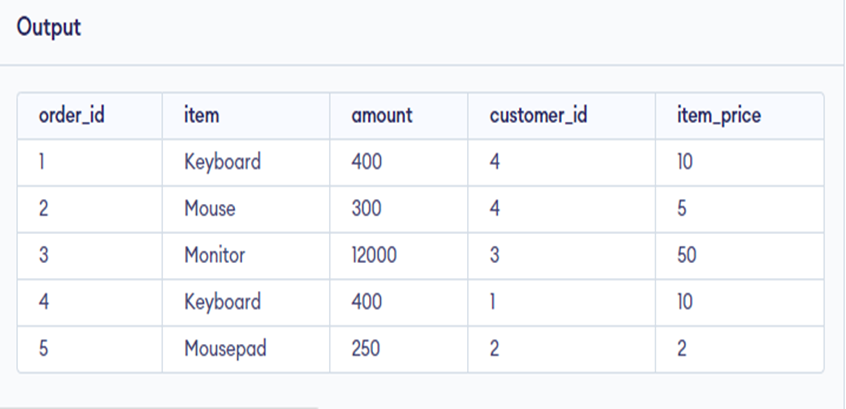 Output
order_id item amount customer_id item_price
1 Keyboard 400 4 10
2 Mouse 300 4 5
3 Monitor 12000 3 50
4 Keyboard 400 1 10
5 Mousepad 250 2 2